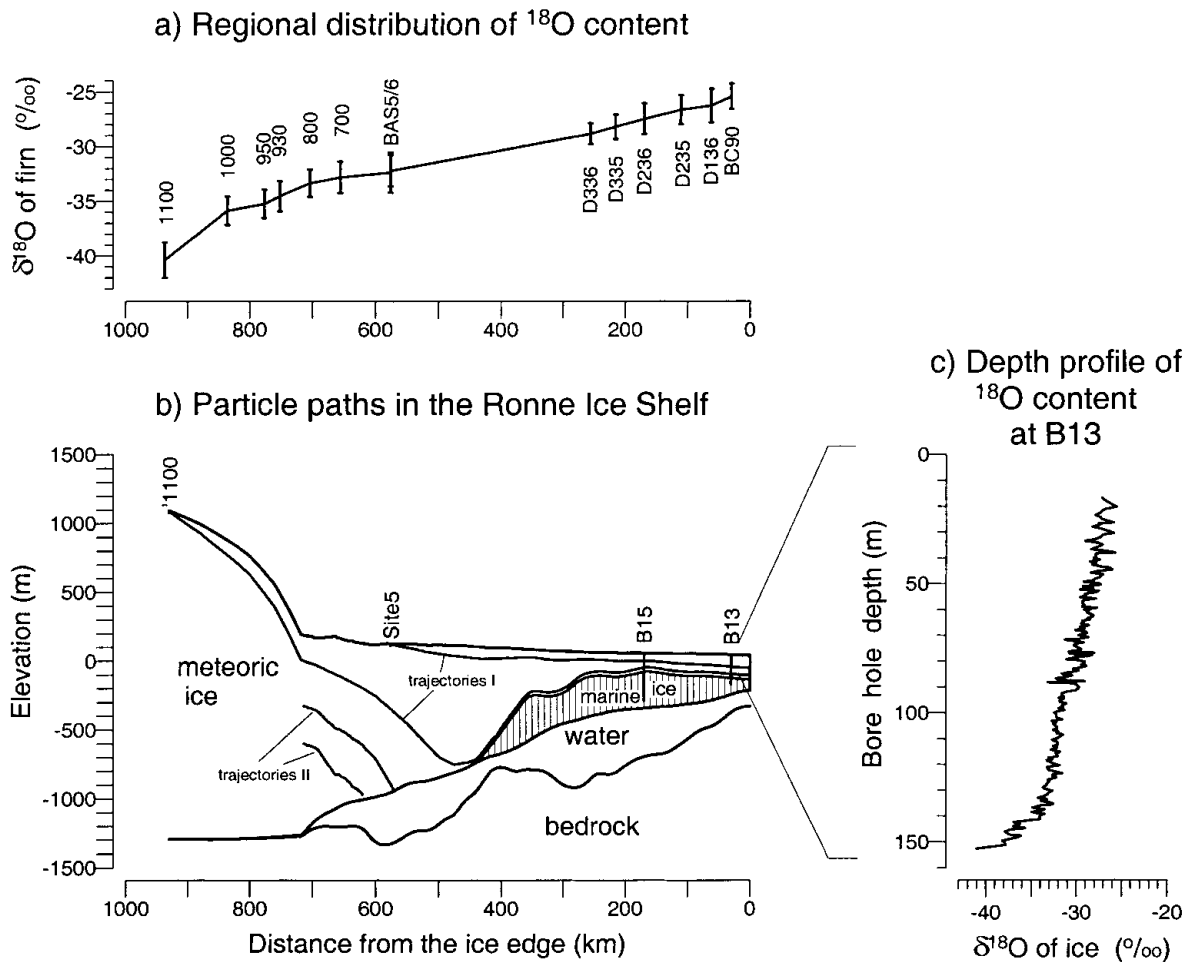 a) Regional distribution of ¹⁸O content
δ¹⁸O of firn (°/oo)
-25
-30
-35
-40
1100
1000
950
930
800
700
BAS5/6
D336
D335
D236
D235
D136
BC90
1000 800 600 400 200 0
b) Particle paths in the Ronne Ice Shelf
Elevation (m)
1500
1000
500
0
-500
-1000
-1500
'1100
Site5
B15
B13
meteoric
ice
trajectories I
marine ice
water
trajectories II
bedrock
1000 800 600 400 200 0
Distance from the ice edge (km)
c) Depth profile of
¹⁸O content
at B13
Bore hole depth (m)
0
50
100
150
-40 -30 -20
δ¹⁸O of ice (°/oo)